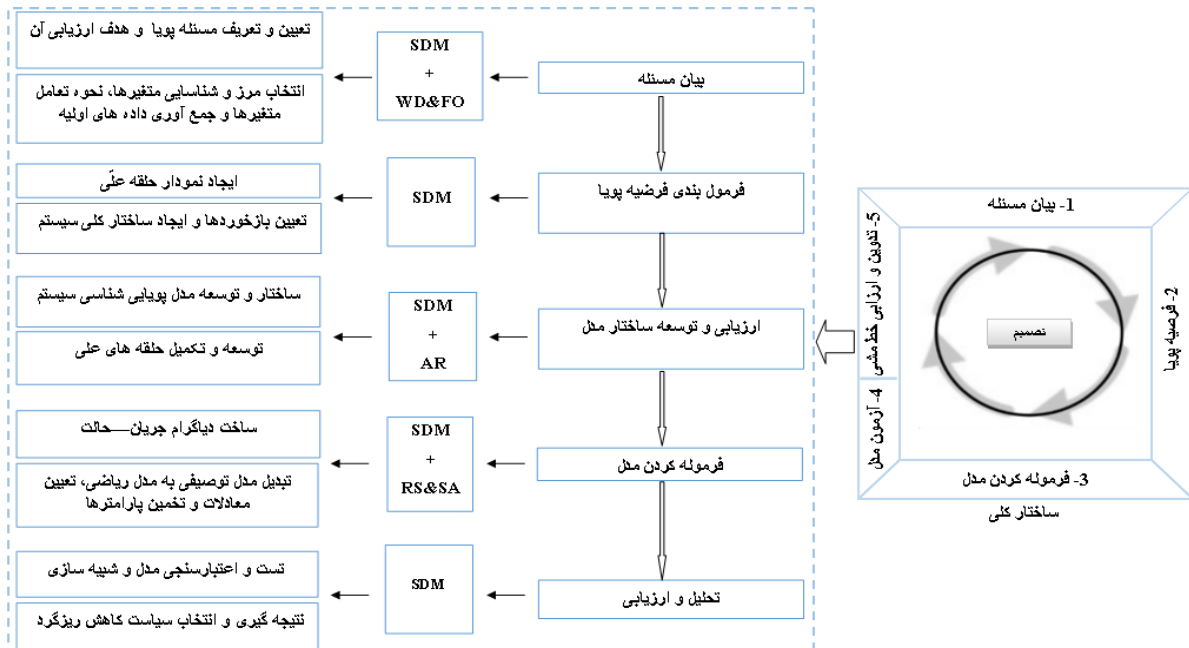 1- بیان مسئله
2- فرصیه پویا
3- فرموله کردن مدل
4- آزمون مدل
5- تدوین و ارزابی خط مشی
تصمیم
ساختار کلی
بیان مسئله
SDM
+
WD&FO
تعیین و تعریف مسئله پویا و هدف ارزیابی آن
انتخاب مرز و شناسایی متغیرها، نحوه تعامل
متغیرها و جمع آوری داده های اولیه
فرمول بندی فرضیه پویا
SDM
ایجاد نمودار حلقه علّی
تعیین بازخوردها و ایجاد ساختار کلی سیستم
ارزیابی و توسعه ساختار مدل
SDM
+
AR
ساختار و توسعه مدل پویایی شناسی سیستم
توسعه و تکمیل حلقه های علی
فرموله کردن مدل
SDM
+
RS&SA
ساخت دیاگرام جریان—حالت
تبدیل مدل توصیفی به مدل ریاضی، تعیین
معادلات و تخمین پارامترها
تحلیل و ارزیابی
SDM
تست و اعتبارسنجی مدل و شبیه سازی
نتیجه گیری و انتخاب سیاست کاهش ریزگرد